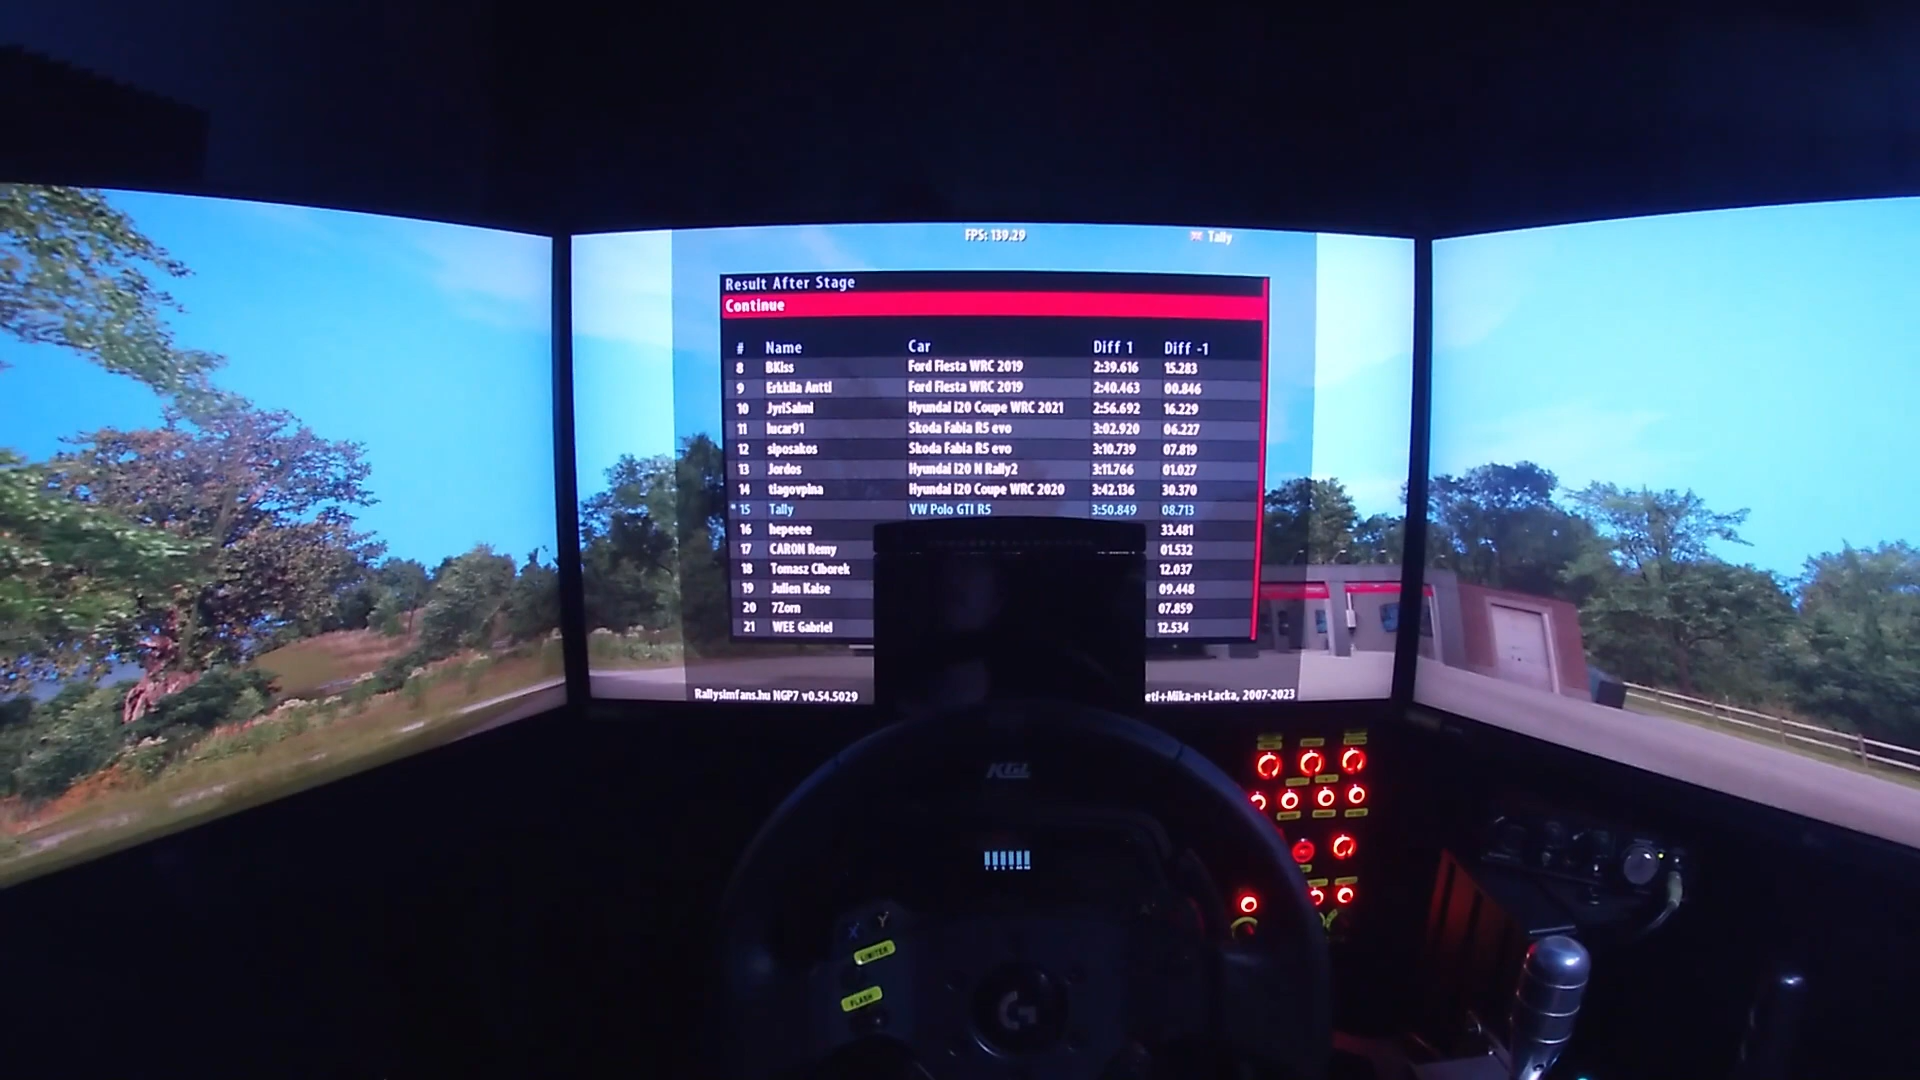 FPS: 139.29
Tally
Result After Stage
Continue
# Name Car Diff 1 Diff -1
8 BKiss Ford Fiesta WRC 2019 2:39.616 15.283
9 Erkkila Antti Ford Fiesta WRC 2019 2:40.463 00.846
10 JyriSalmi Hyundai I20 Coupe WRC 2021 2:56.692 16.229
11 lucar91 Skoda Fabia R5 evo 3:02.920 06.227
12 siposakos Skoda Fabia R5 evo 3:10.739 07.819
13 Jordos Hyundai I20 N Rally2 3:11.766 01.027
14 tiagovpina Hyundai I20 Coupe WRC 2020 3:42.136 30.370
* 15 Tally VW Polo GTI R5 3:50.849 08.713
16 hepeeee 33.481
17 CARON Remy 01.532
18 Tomasz Ciborek 12.037
19 Julien Kaise 09.448
20 7Zorn 07.859
21 WEE Gabriel 12.534
Rallysimfans.hu NGP7 v0.54.5029
eti+Mika-n+Lacka, 2007-2023
KGL
X Y
LIMITER
FLASH
G